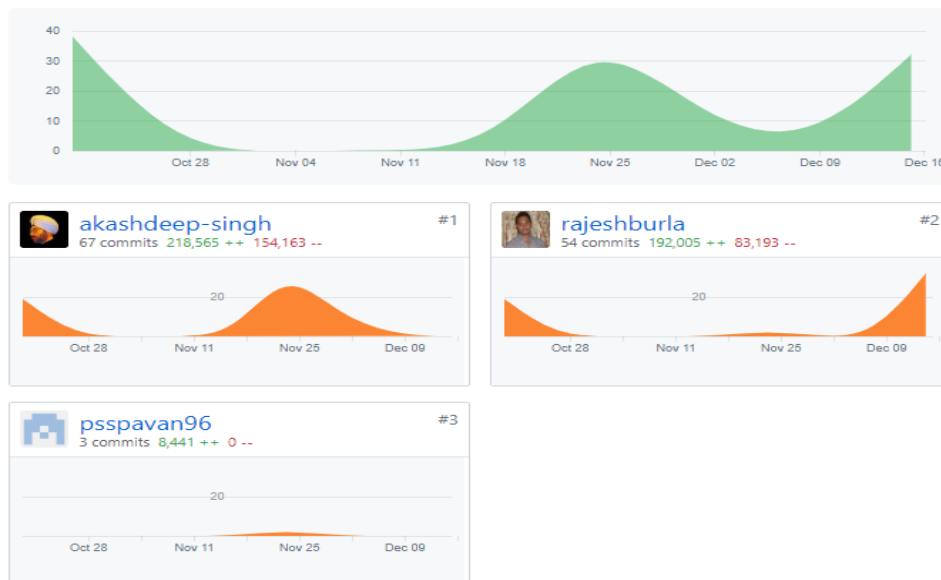 40
30
20
10
0
Oct 28 Nov 04 Nov 11 Nov 18 Nov 25 Dec 02 Dec 09 Dec 16
akashdeep-singh #1
67 commits 218,565 ++ 154,163 --
20
Oct 28 Nov 11 Nov 25 Dec 09
rajeshburla #2
54 commits 192,005 ++ 83,193 --
20
Oct 28 Nov 11 Nov 25 Dec 09
psspavan96 #3
3 commits 8,441 ++ 0 --
20
Oct 28 Nov 11 Nov 25 Dec 09